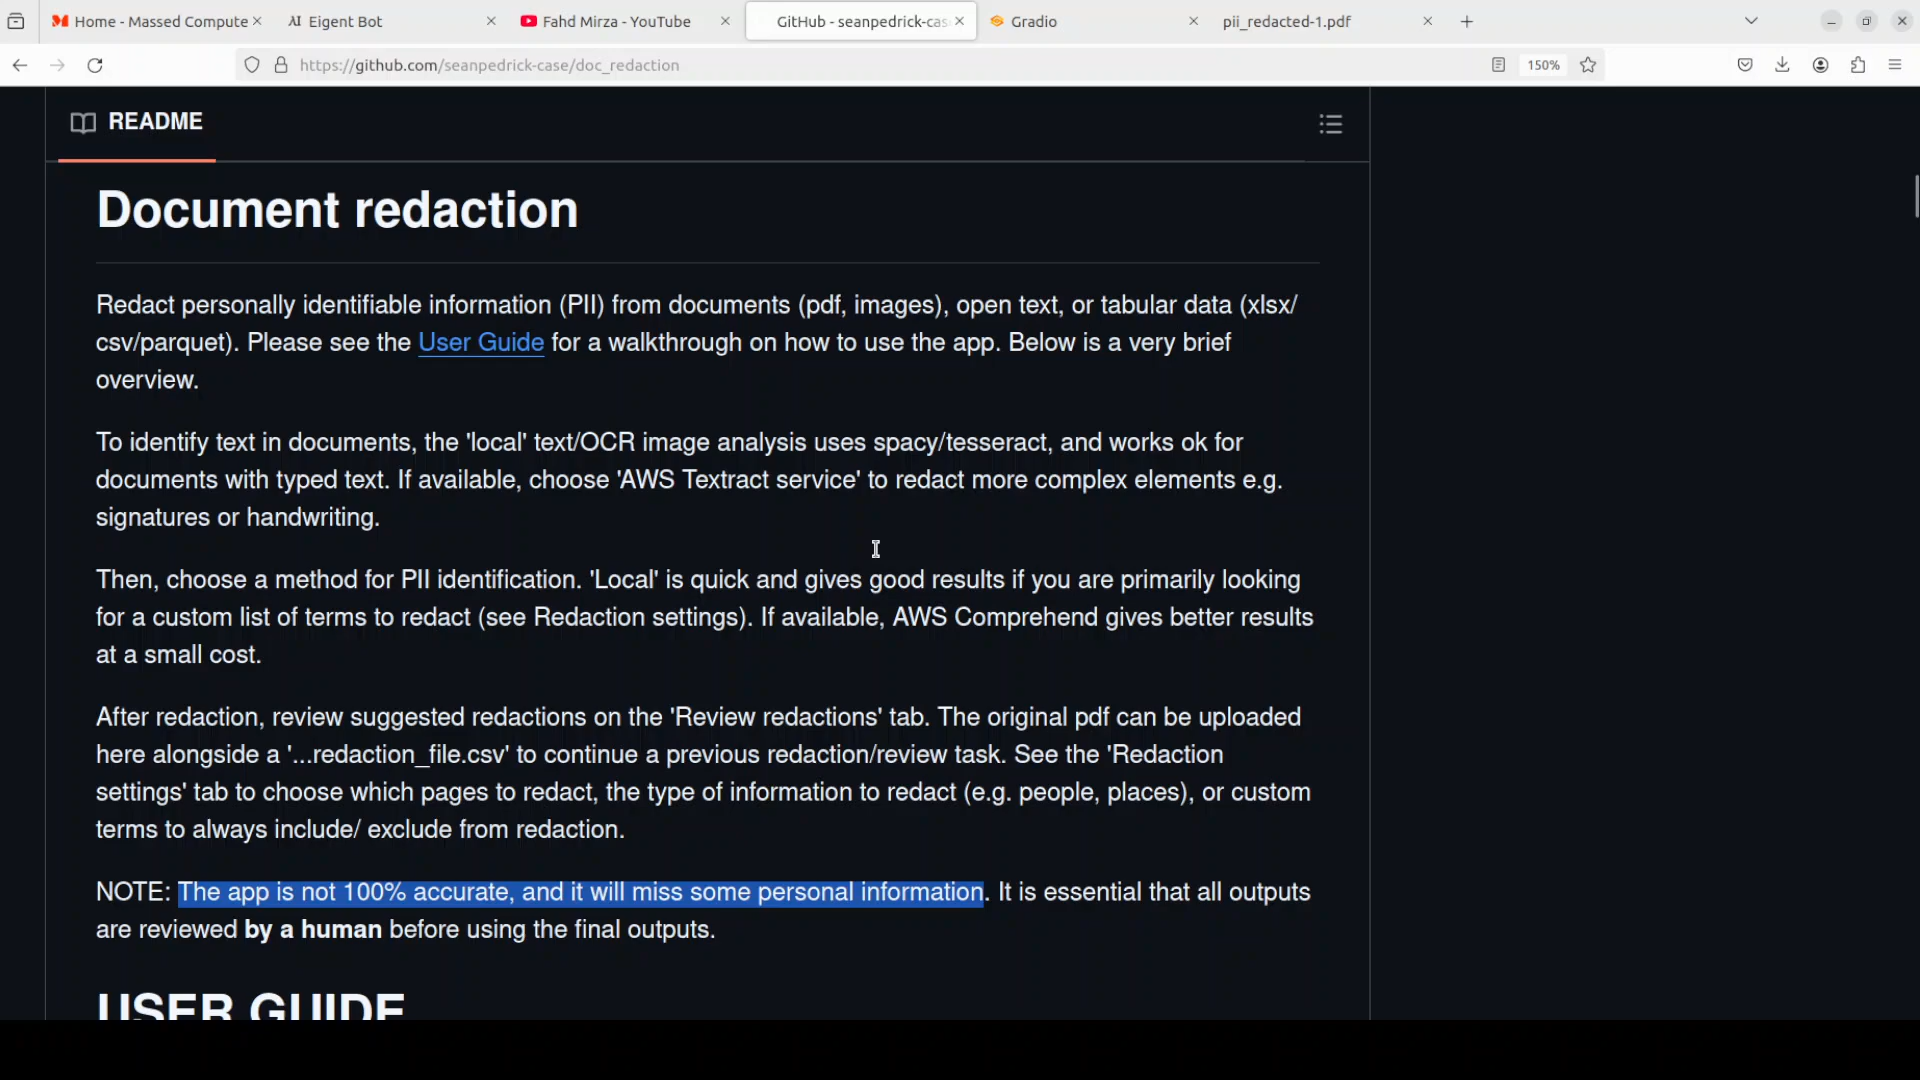 Home - Massed Compute
AI Eigent Bot
Fahd Mirza - YouTube
GitHub - seanpedrick-cas
Gradio
pii_redacted-1.pdf
https://github.com/seanpedrick-case/doc_redaction
150%
README
Document redaction
Redact personally identifiable information (PII) from documents (pdf, images), open text, or tabular data (xlsx/
csv/parquet). Please see the User Guide for a walkthrough on how to use the app. Below is a very brief
overview.
To identify text in documents, the 'local' text/OCR image analysis uses spacy/tesseract, and works ok for
documents with typed text. If available, choose 'AWS Textract service' to redact more complex elements e.g.
signatures or handwriting.
Then, choose a method for PII identification. 'Local' is quick and gives good results if you are primarily looking
for a custom list of terms to redact (see Redaction settings). If available, AWS Comprehend gives better results
at a small cost.
After redaction, review suggested redactions on the 'Review redactions' tab. The original pdf can be uploaded
here alongside a '...redaction_file.csv' to continue a previous redaction/review task. See the 'Redaction
settings' tab to choose which pages to redact, the type of information to redact (e.g. people, places), or custom
terms to always include/ exclude from redaction.
NOTE: The app is not 100% accurate, and it will miss some personal information. It is essential that all outputs
are reviewed by a human before using the final outputs.
USER GUIDE